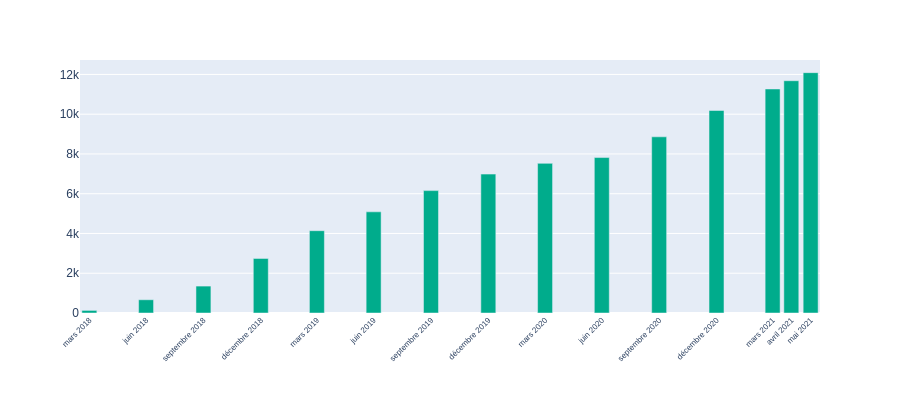 12k
10k
8k
6k
4k
2k
0
mars 2018
juin 2018
septembre 2018
décembre 2018
mars 2019
juin 2019
septembre 2019
décembre 2019
mars 2020
juin 2020
septembre 2020
décembre 2020
mars 2021
avril 2021
mai 2021